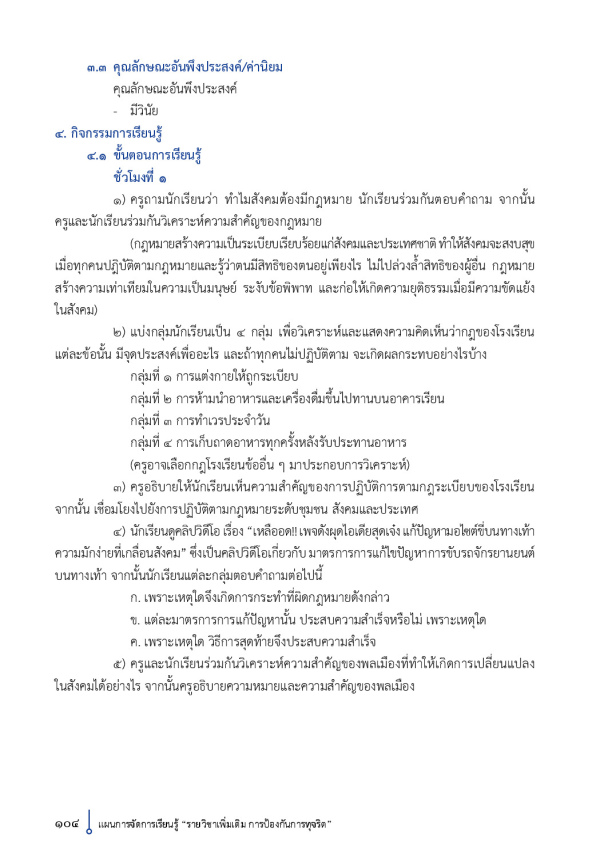 ๓.๓ คุณลักษณะอันพึงประสงค์/ค่านิยม
คุณลักษณะอันพึงประสงค์
- มีวินัย
๔. กิจกรรมการเรียนรู้
๔.๑ ขั้นตอนการเรียนรู้
ชั่วโมงที่ ๑
๑) ครูถามนักเรียนว่า ทำไมสังคมต้องมีกฎหมาย นักเรียนร่วมกันตอบคำถาม จากนั้น
ครูและนักเรียนร่วมกันวิเคราะห์ความสำคัญของกฎหมาย
(กฎหมายสร้างความเป็นระเบียบเรียบร้อยแก่สังคมและประเทศชาติ ทำให้สังคมจะสงบสุข
เมื่อทุกคนปฏิบัติตามกฎหมายและรู้ว่าตนมีสิทธิของตนอยู่เพียงไร ไม่ไปล่วงล้ำสิทธิของผู้อื่น กฎหมาย
สร้างความเท่าเทียมในความเป็นมนุษย์ ระงับข้อพิพาท และก่อให้เกิดความยุติธรรมเมื่อมีความขัดแย้ง
ในสังคม)
๒) แบ่งกลุ่มนักเรียนเป็น ๔ กลุ่ม เพื่อวิเคราะห์และแสดงความคิดเห็นว่ากฎของโรงเรียน
แต่ละข้อนั้น มีจุดประสงค์เพื่ออะไร และถ้าทุกคนไม่ปฏิบัติตาม จะเกิดผลกระทบอย่างไรบ้าง
กลุ่มที่ ๑ การแต่งกายให้ถูกระเบียบ
กลุ่มที่ ๒ การห้ามนำอาหารและเครื่องดื่มขึ้นไปทานบนอาคารเรียน
กลุ่มที่ ๓ การทำเวรประจำวัน
กลุ่มที่ ๔ การเก็บถาดอาหารทุกครั้งหลังรับประทานอาหาร
(ครูอาจเลือกกฎโรงเรียนข้ออื่น ๆ มาประกอบการวิเคราะห์)
๓) ครูอธิบายให้นักเรียนเห็นความสำคัญของการปฏิบัติการตามกฎระเบียบของโรงเรียน
จากนั้น เชื่อมโยงไปยังการปฏิบัติตามกฎหมายระดับชุมชน สังคมและประเทศ
๔) นักเรียนดูคลิปวิดีโอ เรื่อง “เหลืออด!! เพจดังผุดไอเดียสุดเจ๋ง แก้ปัญหามอไซต์ขี่บนทางเท้า
ความมักง่ายที่เกลื่อนสังคม” ซึ่งเป็นคลิปวิดีโอเกี่ยวกับ มาตรการการแก้ไขปัญหาการขับรถจักรยานยนต์
บนทางเท้า จากนั้นนักเรียนแต่ละกลุ่มตอบคำถามต่อไปนี้
ก. เพราะเหตุใดจึงเกิดการกระทำที่ผิดกฎหมายดังกล่าว
ข. แต่ละมาตรการการแก้ปัญหานั้น ประสบความสำเร็จหรือไม่ เพราะเหตุใด
ค. เพราะเหตุใด วิธีการสุดท้ายจึงประสบความสำเร็จ
๕) ครูและนักเรียนร่วมกันวิเคราะห์ความสำคัญของพลเมืองที่ทำให้เกิดการเปลี่ยนแปลง
ในสังคมได้อย่างไร จากนั้นครูอธิบายความหมายและความสำคัญของพลเมือง
๑๐๔ แผนการจัดการเรียนรู้ “รายวิชาเพิ่มเติม การป้องกันการทุจริต”